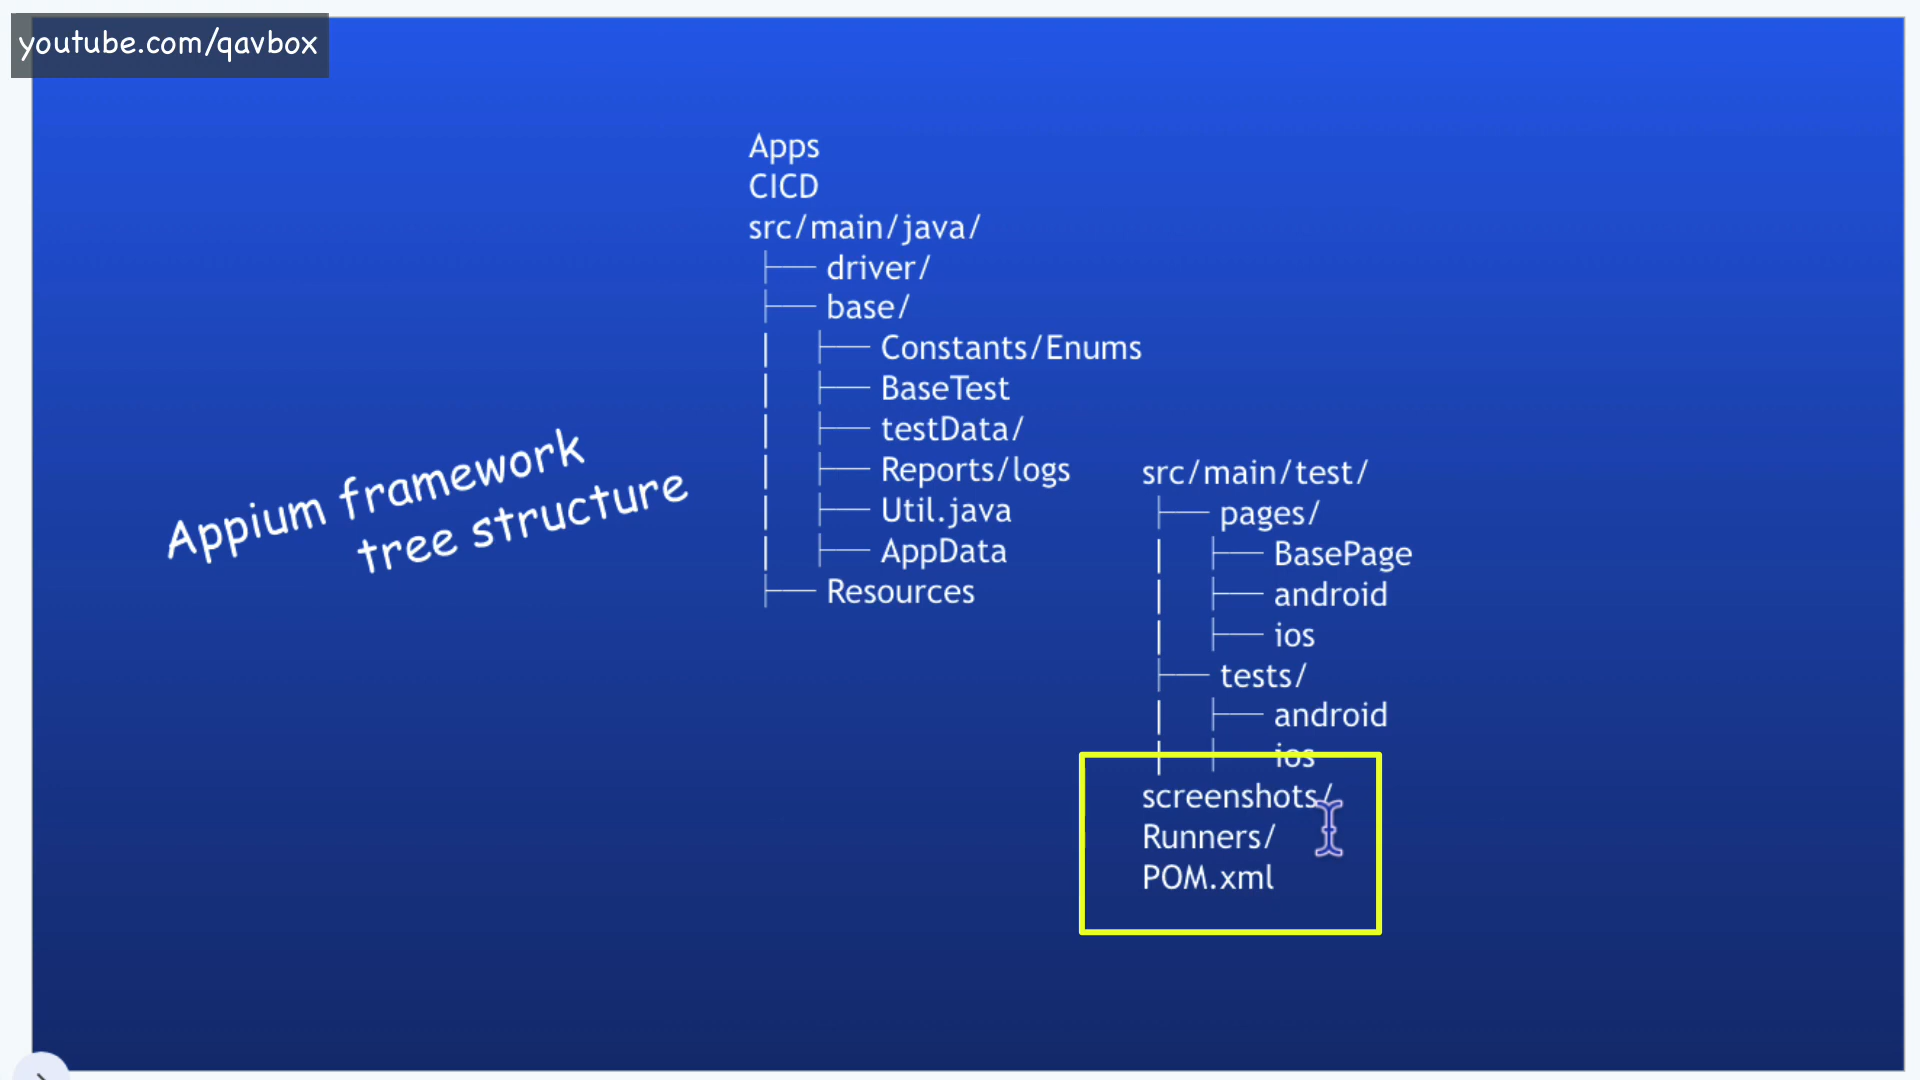 youtube.com/qavbox
Appium framework
tree structure
Apps
CICD
src/main/java/
driver/
base/
Constants/Enums
BaseTest
testData/
Reports/logs
Util.java
AppData
Resources
src/main/test/
pages/
BasePage
android
ios
tests/
android
ios
screenshots/
Runners/
POM.xml